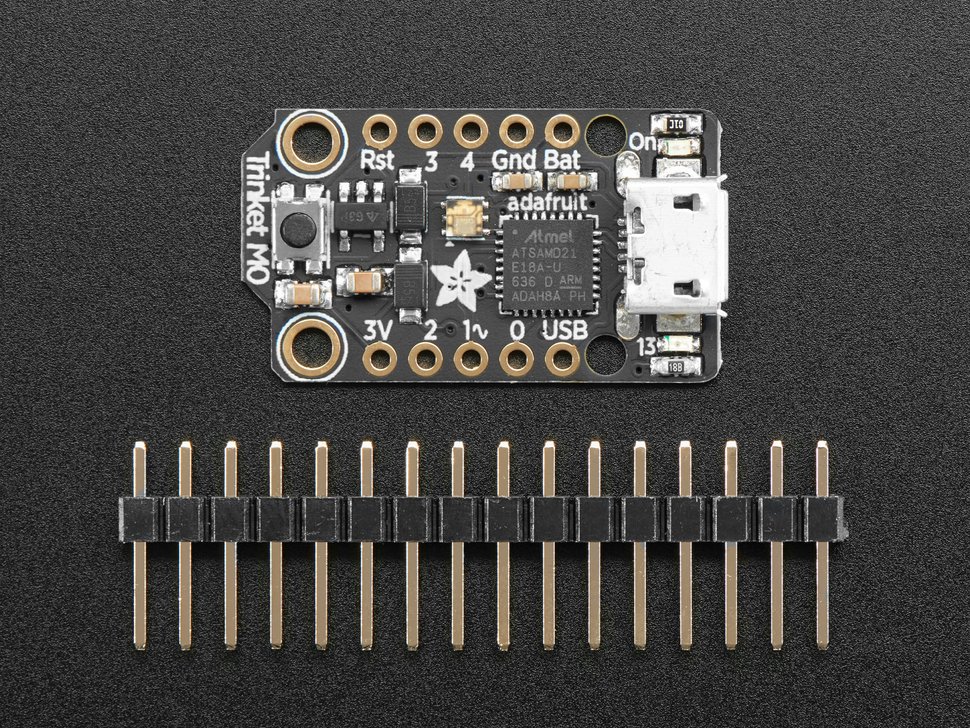 Trinket M0
Rst 3 4 Gnd Bat
On
adafruit
Atmel
ATSAMD21
E18A-U
636 D ARM
ADAH8A PH
3V 2 1~ 0 USB
13
18B